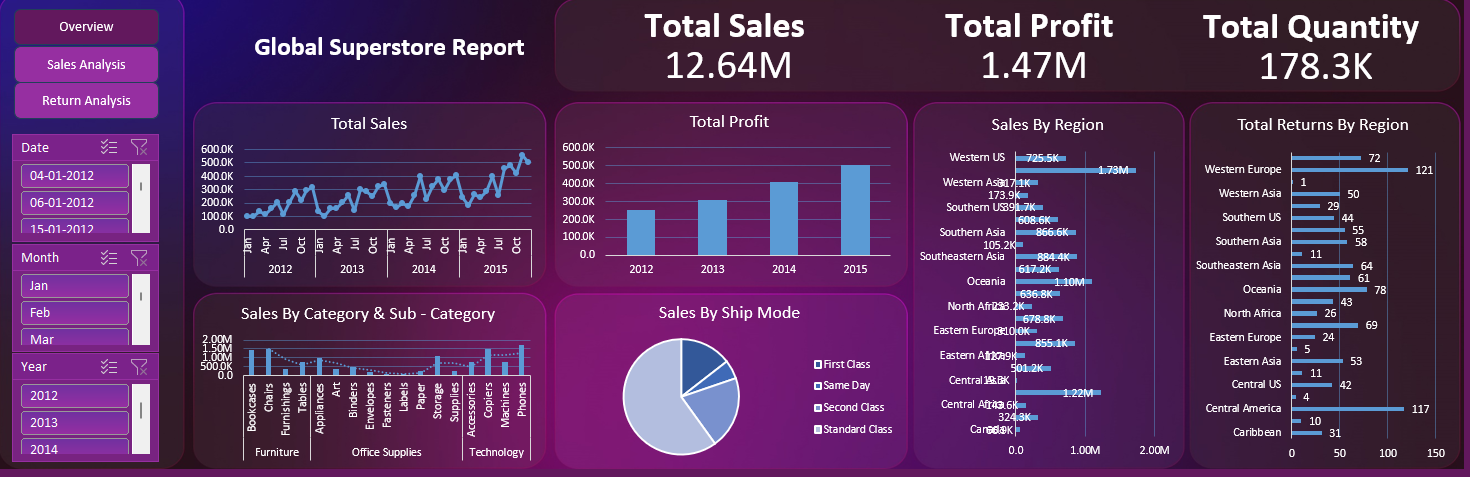 Overview
Sales Analysis
Return Analysis
Date
04-01-2012
06-01-2012
15-01-2012
Month
Jan
Feb
Mar
Year
2012
2013
2014
Global Superstore Report
Total Sales
12.64M
Total Profit
1.47M
Total Quantity
178.3K
Total Sales
600.0K
500.0K
400.0K
300.0K
200.0K
100.0K
0.0
Jan Apr Jul Oct Jan Apr Jul Oct Jan Apr Jul Oct Jan Apr Jul Oct
2012 2013 2014 2015
Total Profit
600.0K
500.0K
400.0K
300.0K
200.0K
100.0K
0.0
2012 2013 2014 2015
Sales By Region
Western US 725.5K
1.73M
Western Asia 317.1K
173.9K
Southern US 391.7K
608.6K
Southern Asia 866.6K
105.2K
Southeastern Asia 884.4K
617.2K
Oceania 1.10M
636.8K
North Africa 233.2K
678.8K
Eastern Europe 310.0K
855.1K
Eastern Africa
501.2K
Central Asia
1.22M
Central Africa 143.6K
324.3K
Canada 66.9K
0.0 1.00M 2.00M
Total Returns By Region
72
Western Europe 121
1
Western Asia 50
29
Southern US 44
55
Southern Asia 58
11
Southeastern Asia 64
61
Oceania 78
43
North Africa 26
69
Eastern Europe 24
5
Eastern Asia 53
11
Central US 42
4
Central America 117
10
Caribbean 31
0 50 100 150
Sales By Category & Sub - Category
2.00M
1.50M
1.00M
500.0K
0.0
Bookcases Chairs Furnishings Tables Appliances Art Binders Envelopes Fasteners Labels Paper Storage Supplies Accessories Copiers Machines Phones
Furniture Office Supplies Technology
Sales By Ship Mode
First Class
Same Day
Second Class
Standard Class